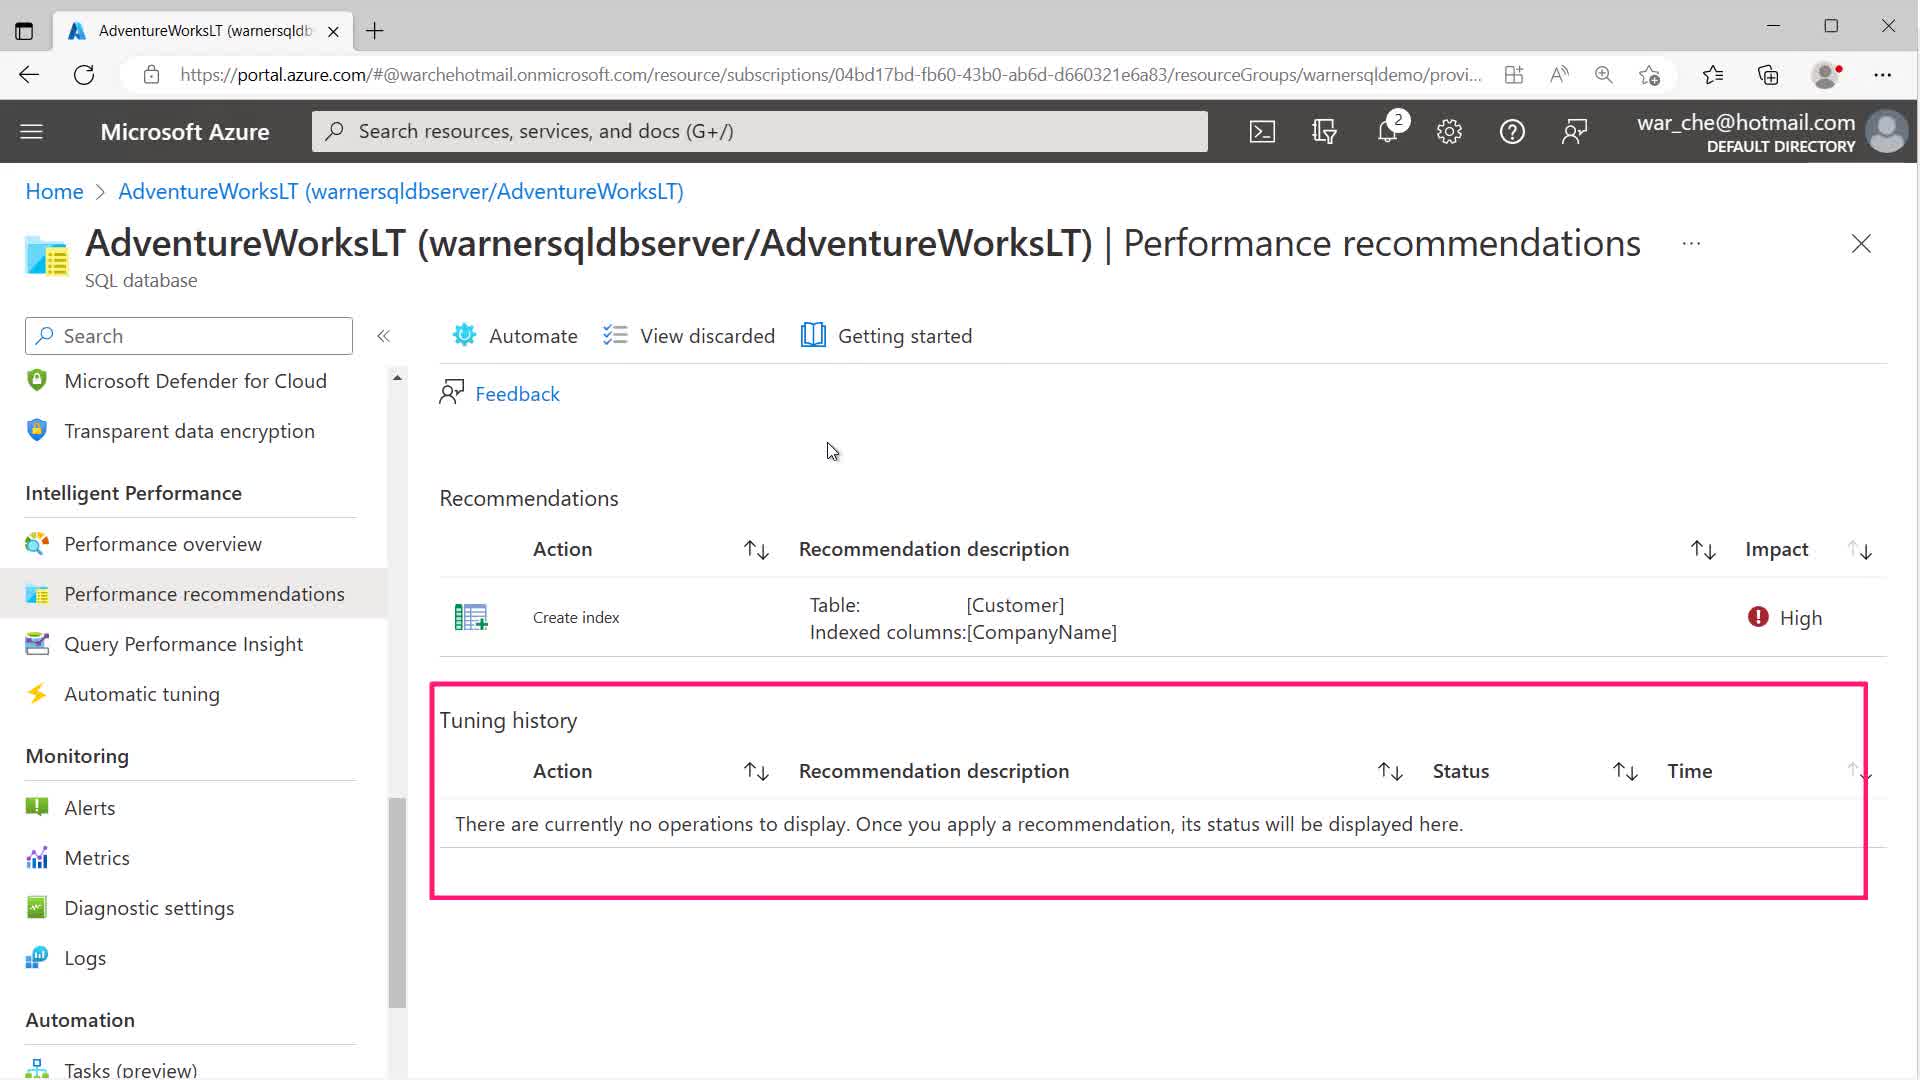 AdventureWorksLT (warnersqldb
https://portal.azure.com/#@warchehotmail.onmicrosoft.com/resource/subscriptions/04bd17bd-fb60-43b0-ab6d-d660321e6a83/resourceGroups/warnersqldemo/provi...
Microsoft Azure
Search resources, services, and docs (G+/)
2
war_che@hotmail.com
DEFAULT DIRECTORY
Home > AdventureWorksLT (warnersqldbserver/AdventureWorksLT)
AdventureWorksLT (warnersqldbserver/AdventureWorksLT) | Performance recommendations ...
SQL database
Search
Microsoft Defender for Cloud
Transparent data encryption
Intelligent Performance
Performance overview
Performance recommendations
Query Performance Insight
Automatic tuning
Monitoring
Alerts
Metrics
Diagnostic settings
Logs
Automation
Tasks (preview)
Automate View discarded Getting started
Feedback
Recommendations
Action Recommendation description Impact
Create index Table: [Customer] High
Indexed columns:[CompanyName]
Tuning history
Action Recommendation description Status Time
There are currently no operations to display. Once you apply a recommendation, its status will be displayed here.